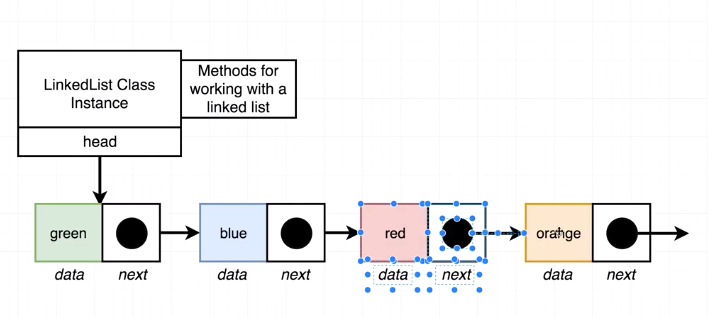 LinkedList Class
Instance
Methods for
working with a
linked list
head
green
blue
red
orange
data next data next data next data next